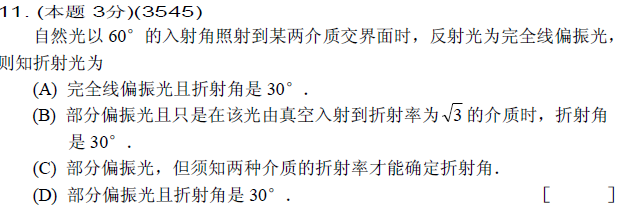 11. (本题 3分)(3545)
自然光以 60° 的入射角照射到某两介质交界面时，反射光为完全线偏振光，
则知折射光为
(A) 完全线偏振光且折射角是 30°．
(B) 部分偏振光且只是在该光由真空入射到折射率为√3 的介质时，折射角
是 30°．
(C) 部分偏振光，但须知两种介质的折射率才能确定折射角．
(D) 部分偏振光且折射角是 30°． [ ]